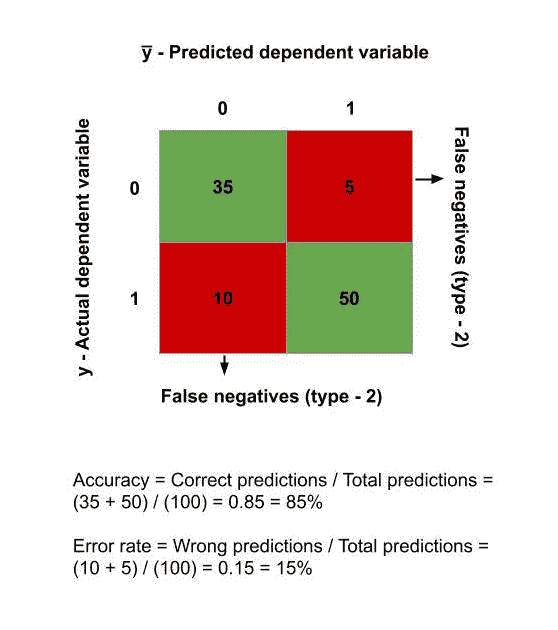 ȳ - Predicted dependent variable
0 1
y - Actual dependent variable
0 35 5
False negatives (type - 2)
1 10 50
False negatives (type - 2)
Accuracy = Correct predictions / Total predictions =
(35 + 50) / (100) = 0.85 = 85%
Error rate = Wrong predictions / Total predictions =
(10 + 5) / (100) = 0.15 = 15%